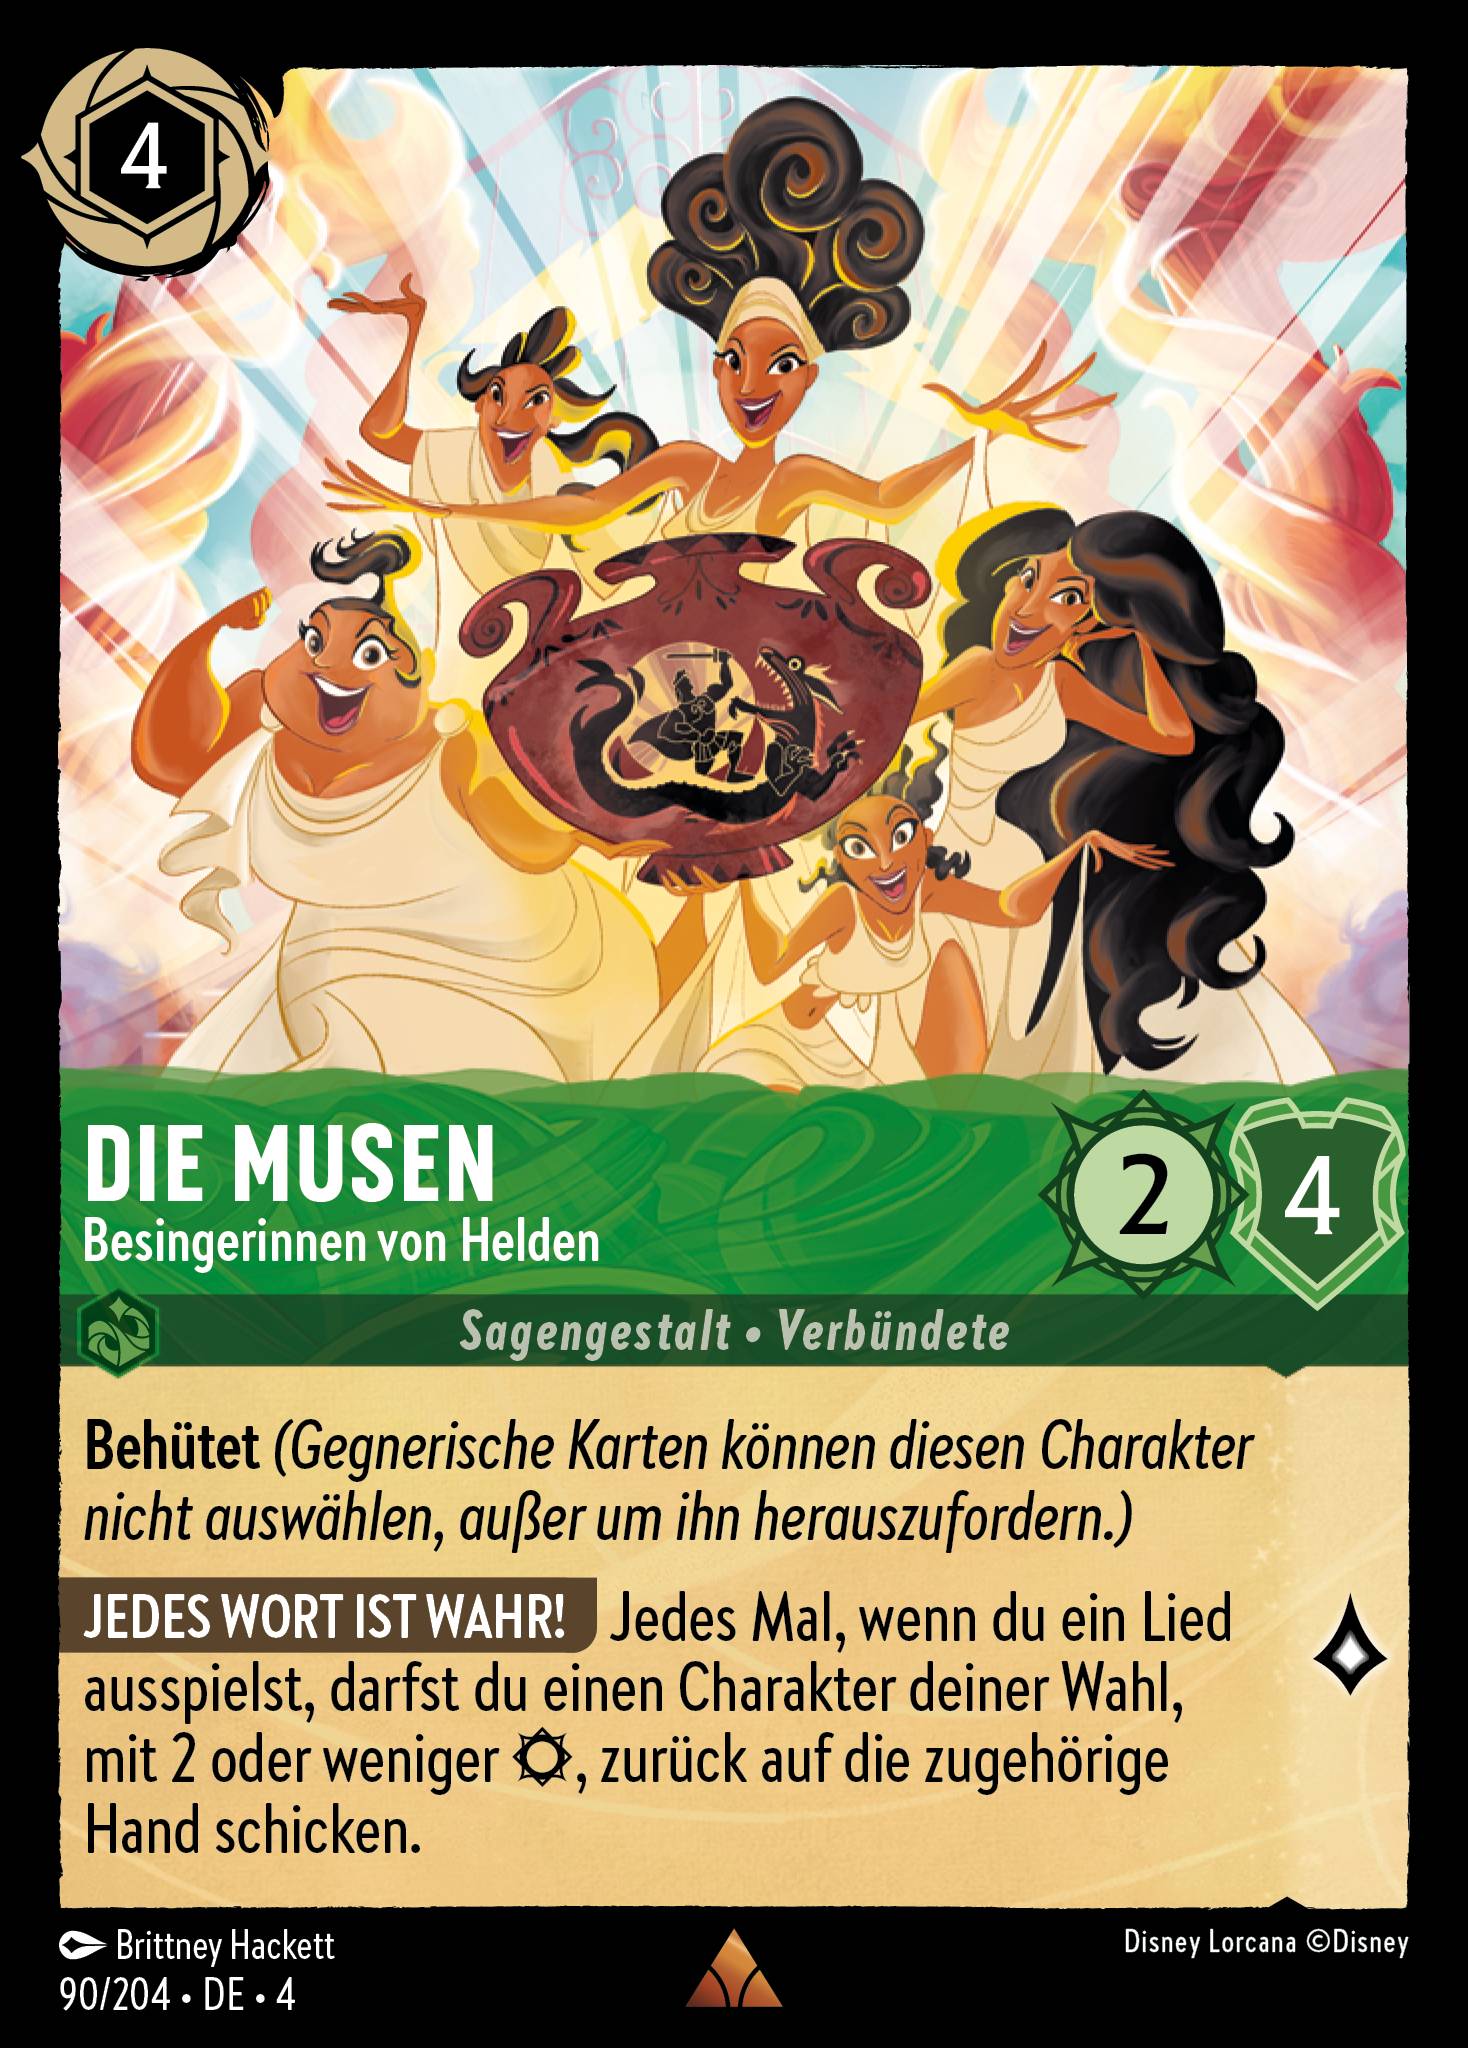 4
DIE MUSEN
Besingerinnen von Helden
2
4
Sagengestalt • Verbündete
Behütet (Gegnerische Karten können diesen Charakter
nicht auswählen, außer um ihn herauszufordern.)
JEDES WORT IST WAHR! Jedes Mal, wenn du ein Lied
ausspielst, darfst du einen Charakter deiner Wahl,
mit 2 oder weniger , zurück auf die zugehörige
Hand schicken.
Brittney Hackett
Disney Lorcana ©Disney
90/204 • DE • 4